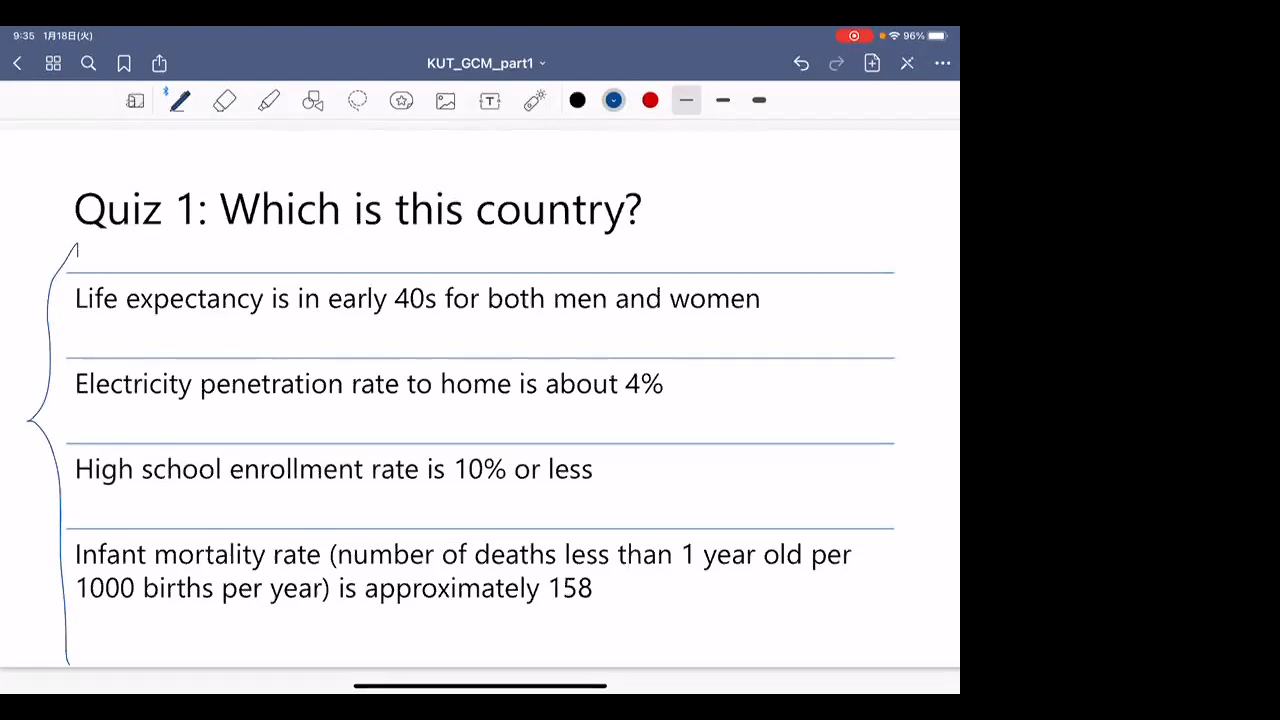 9:35 1月18日(火) 96%
KUT_GCM_part1
T
Quiz 1: Which is this country?
Life expectancy is in early 40s for both men and women
Electricity penetration rate to home is about 4%
High school enrollment rate is 10% or less
Infant mortality rate (number of deaths less than 1 year old per
1000 births per year) is approximately 158